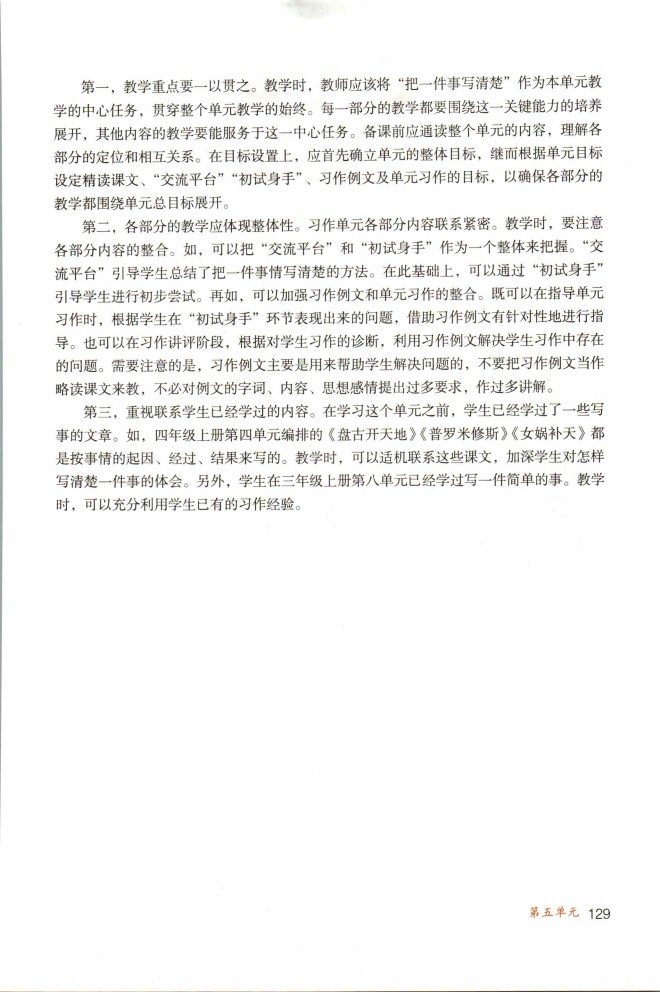 第一，教学重点要一以贯之。教学时，教师应该将“把一件事写清楚”作为本单元教
学的中心任务，贯穿整个单元教学的始终。每一部分的教学都要围绕这一关键能力的培养
展开，其他内容的教学要能服务于这一中心任务。备课前应通读整个单元的内容，理解各
部分的定位和相互关系。在目标设置上，应首先确立单元的整体目标，继而根据单元目标
设定精读课文、“交流平台”“初试身手”、习作例文及单元习作的目标，以确保各部分的
教学都围绕单元总目标展开。
第二，各部分的教学应体现整体性。习作单元各部分内容联系紧密。教学时，要注意
各部分内容的整合。如，可以把“交流平台”和“初试身手”作为一个整体来把握。“交
流平台”引导学生总结了把一件事情写清楚的方法。在此基础上，可以通过“初试身手”
引导学生进行初步尝试。再如，可以加强习作例文和单元习作的整合。既可以在指导单元
习作时，根据学生在“初试身手”环节表现出来的问题，借助习作例文有针对性地进行指
导。也可以在习作讲评阶段，根据对学生习作的诊断，利用习作例文解决学生习作中存在
的问题。需要注意的是，习作例文主要是用来帮助学生解决问题的，不要把习作例文当作
略读课文来教，不必对例文的字词、内容、思想感情提出过多要求，作过多讲解。
第三，重视联系学生已经学过的内容。在学习这个单元之前，学生已经学过了一些写
事的文章。如，四年级上册第四单元编排的《盘古开天地》《普罗米修斯》《女娲补天》都
是按事情的起因、经过、结果来写的。教学时，可以适机联系这些课文，加深学生对怎样
写清楚一件事的体会。另外，学生在三年级上册第八单元已经学过写一件简单的事。教学
时，可以充分利用学生已有的习作经验。
第五单元 129